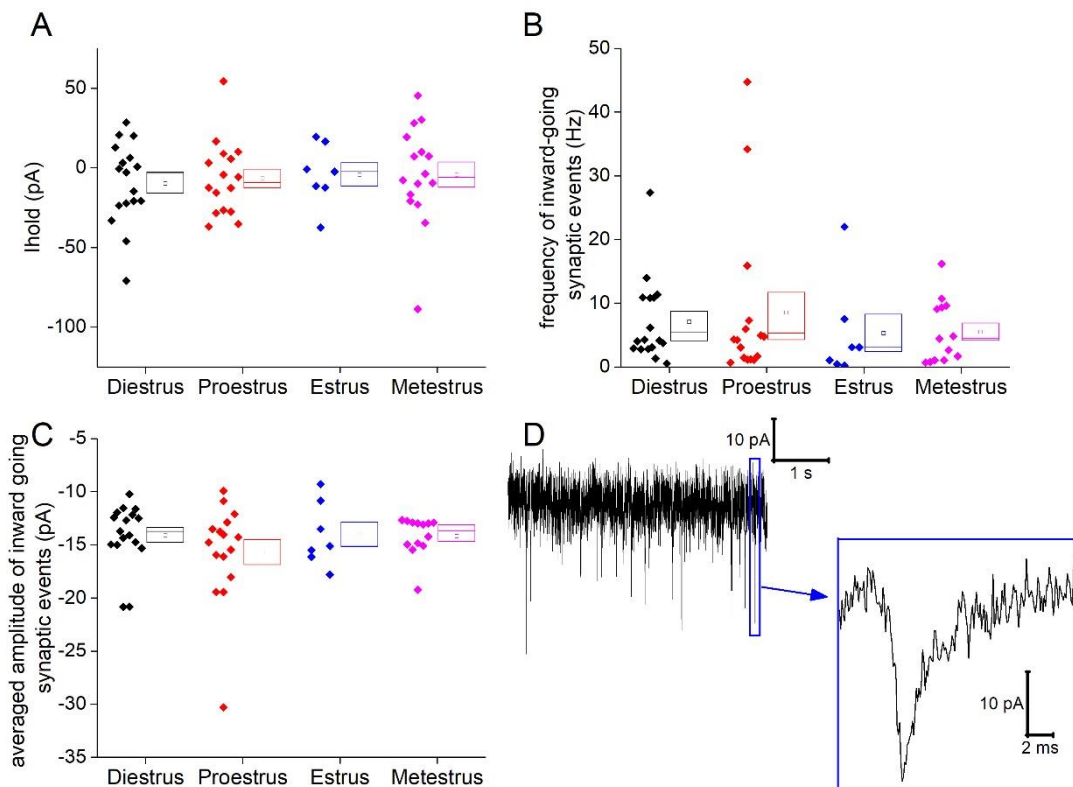 A
Ihold (pA)
50
0
-50
-100
Diestrus Proestrus Estrus Metestrus
B
frequency of inward-going
synaptic events (Hz)
50
40
30
20
10
0
Diestrus Proestrus Estrus Metestrus
C
averaged amplitude of inward going
synaptic events (pA)
-5
-10
-15
-20
-25
-30
-35
Diestrus Proestrus Estrus Metestrus
D
10 pA
1 s
10 pA
2 ms